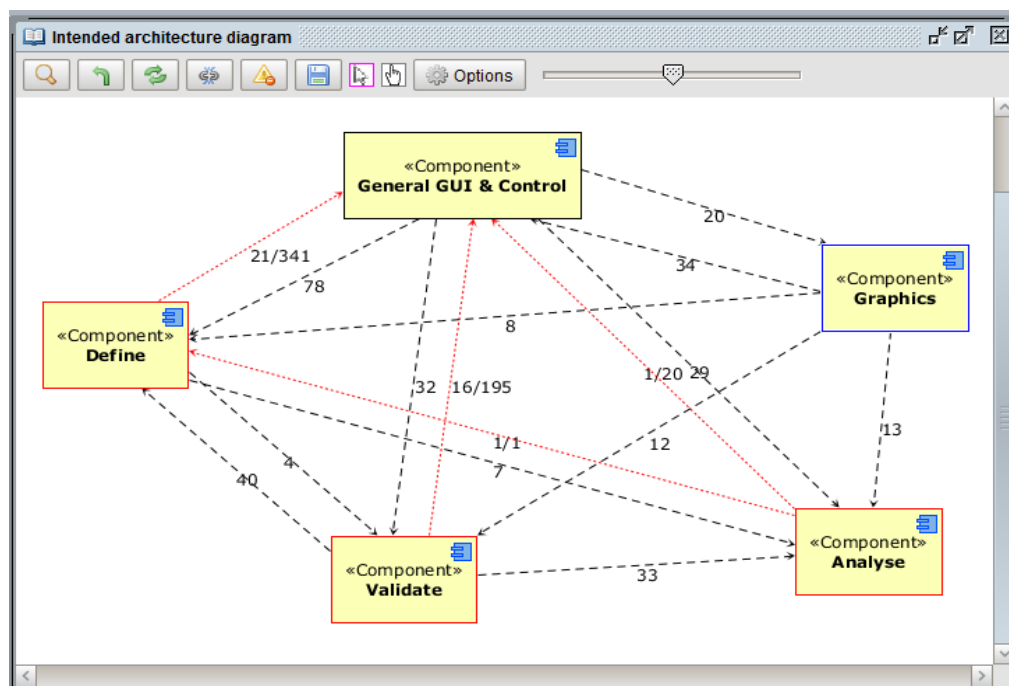 Intended architecture diagram
Options
«Component»
General GUI & Control
20
21/341
34
«Component»
Graphics
78
«Component»
Define
8
32
16/195
1/20
29
13
1/1
12
4
7
40
«Component»
Analyse
«Component»
Validate
33